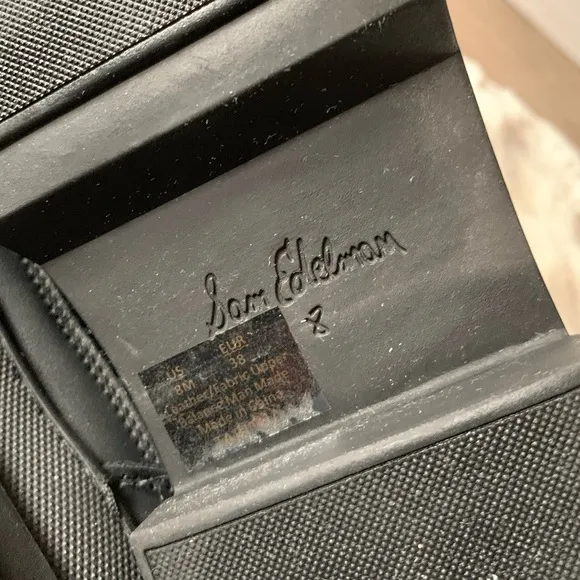 Sam Edelman
8
US EUR
8M 38
Leather/Fabric Upper
Balance Man Made
Made in China